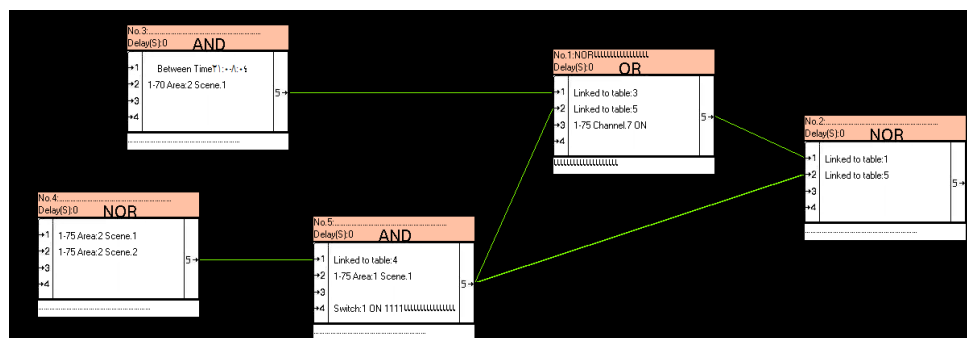 No.3:
Delay(S):0 AND
→1 Between Time
→2 1-70 Area:2 Scene.1
→3
→4
5→
No.1:NOR
Delay(S):0 OR
→1 Linked to table:3
→2 Linked to table:5
→3 1-75 Channel.7 ON
→4
5→
No.2:
Delay(S):0 NOR
→1 Linked to table:1
→2 Linked to table:5
→3
→4
5→
No.4:
Delay(S):0 NOR
→1 1-75 Area:2 Scene.1
→2 1-75 Area:2 Scene.2
→3
→4
5→
No.5:
Delay(S):0 AND
→1 Linked to table:4
→2 1-75 Area:1 Scene.1
→3
→4 Switch:1 ON 1111
5→